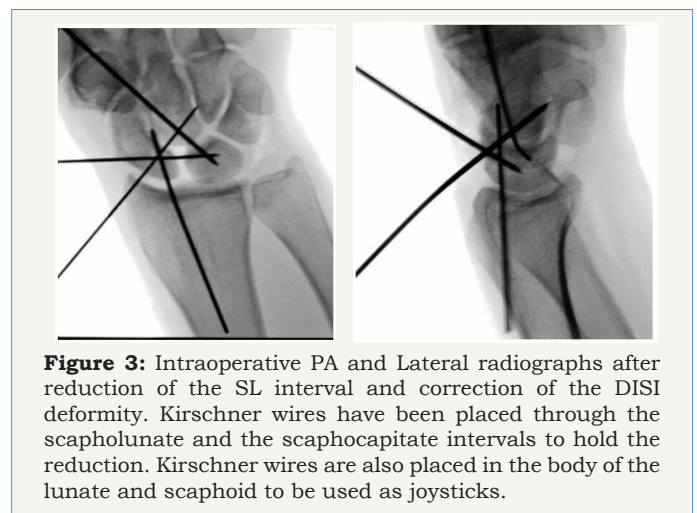 Figure 3: Intraoperative PA and Lateral radiographs after
reduction of the SL interval and correction of the DISI
deformity. Kirschner wires have been placed through the
scapholunate and the scaphocapitate intervals to hold the
reduction. Kirschner wires are also placed in the body of the
lunate and scaphoid to be used as joysticks.